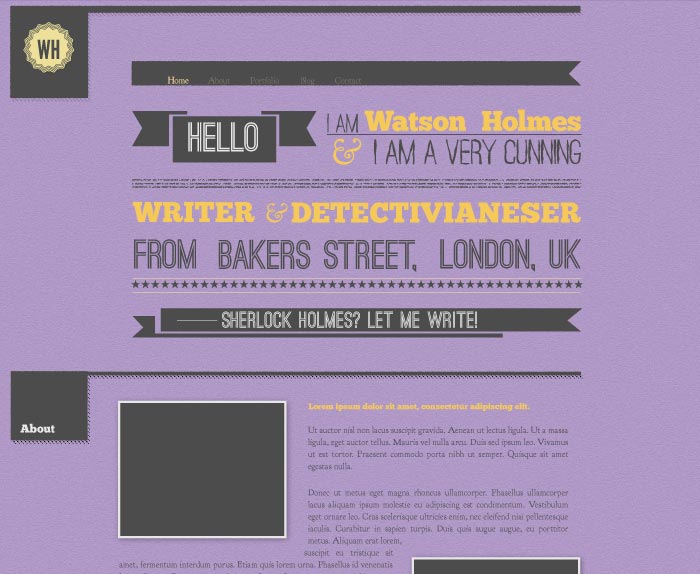 WH
Home About Portfolio Blog Contact
HELLO
I AM Watson Holmes
& I AM A VERY CUNNING
WRITER & DETECTIVIANESER
FROM BAKERS STREET, LONDON, UK
SHERLOCK HOLMES? LET ME WRITE!
About
Lorem ipsum dolor sit amet, consectetur adipiscing elit.
Ut auctor nisl non lacus suscipit gravida. Aenean ut lectus ligula. Ut a massa
ligula, eget auctor tellus. Mauris vel nulla arcu. Duis sed ipsum leo. Vivamus
ut est tortor. Praesent commodo porta nibh ut semper. Quisque sit amet
egestas nulla.
Donec ut metus eget magna rhoncus ullamcorper. Phasellus ullamcorper
lacus aliquam ipsum molestie eu adipiscing est condimentum. Vestibulum
eget ornare leo. Cras scelerisque ultricies enim, nec eleifend nisi pellentesque
iaculis. Curabitur in sapien turpis. Duis quis augue augue, eu porttitor
metus. Aliquam erat lorem,
suscipit eu tristique sit
amet, fermentum interdum purus. Etiam quis lorem urna. Phasellus id venenatis